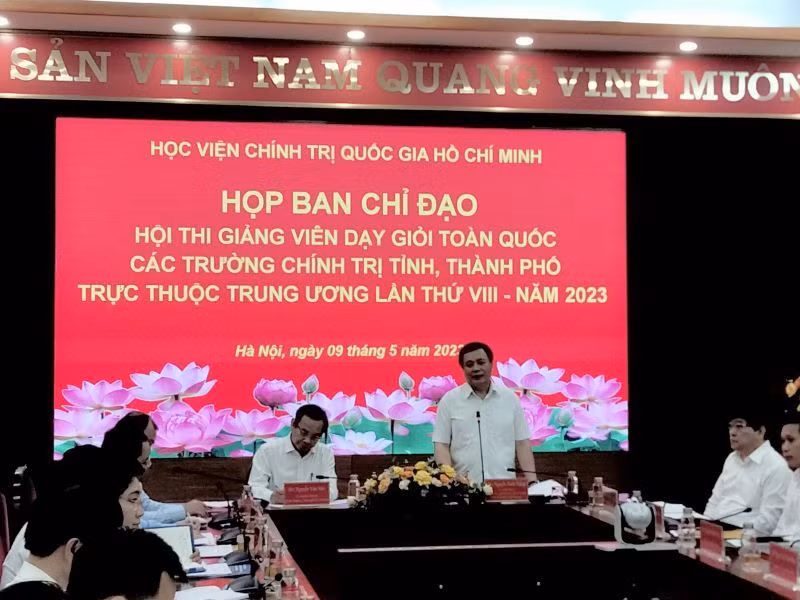 SẢN VIỆT NAM QUANG VINH MUÔN
HỌC VIỆN CHÍNH TRỊ QUỐC GIA HỒ CHÍ MINH
HỌP BAN CHỈ ĐẠO
HỘI THI GIẢNG VIÊN DẠY GIỎI TOÀN QUỐC
CÁC TRƯỜNG CHÍNH TRỊ TỈNH, THÀNH PHỐ
TRỰC THUỘC TRUNG ƯƠNG LẦN THỨ VIII - NĂM 2023
Hà Nội, ngày 09 tháng 5 năm 2023